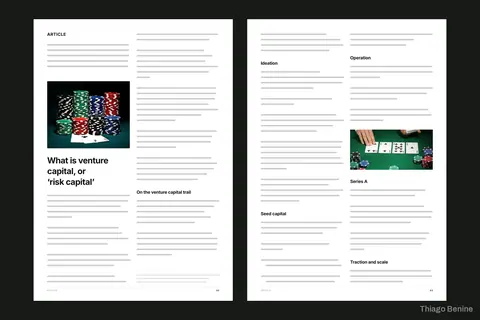 ARTICLE
What is venture
capital, or
‘risk capital’
On the venture capital trail
Ideation
Seed capital
Operation
Series A
Traction and scale
Thiago Benine